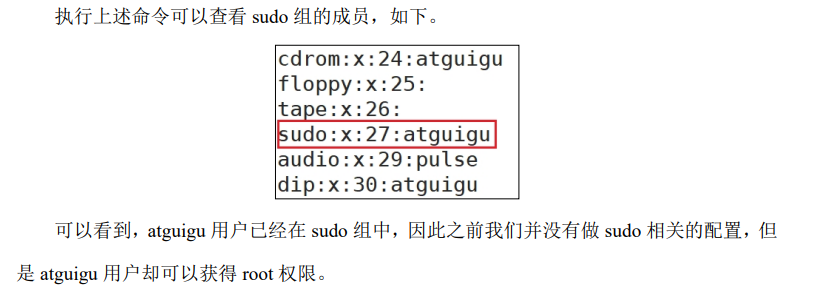 执行上述命令可以查看 sudo 组的成员，如下。
cdrom:x:24:atguigu
floppy:x:25:
tape:x:26:
sudo:x:27:atguigu
audio:x:29:pulse
dip:x:30:atguigu
可以看到，atguigu 用户已经在 sudo 组中，因此之前我们并没有做 sudo 相关的配置，但
是 atguigu 用户却可以获得 root 权限。